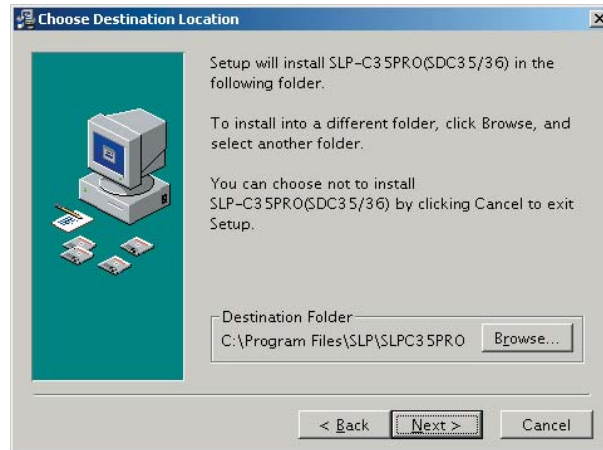 Choose Destination Location
Setup will install SLP-C35PRO(SDC35/36) in the
following folder.
To install into a different folder, click Browse, and
select another folder.
You can choose not to install
SLP-C35PRO(SDC35/36) by clicking Cancel to exit
Setup.
Destination Folder
C:\Program Files\SLP\SLPC35PRO
Browse...
< Back
Next >
Cancel